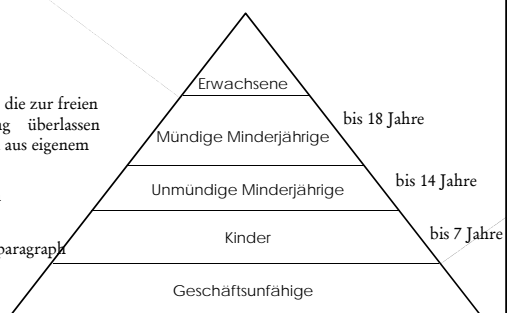 Erwachsene
die zur freien
bis 18 Jahre
überlassen
aus eigenem
Mündige Minderjährige
bis 14 Jahre
Unmündige Minderjährige
bis 7 Jahre
Kinder
paragraph
Geschäftsunfähige